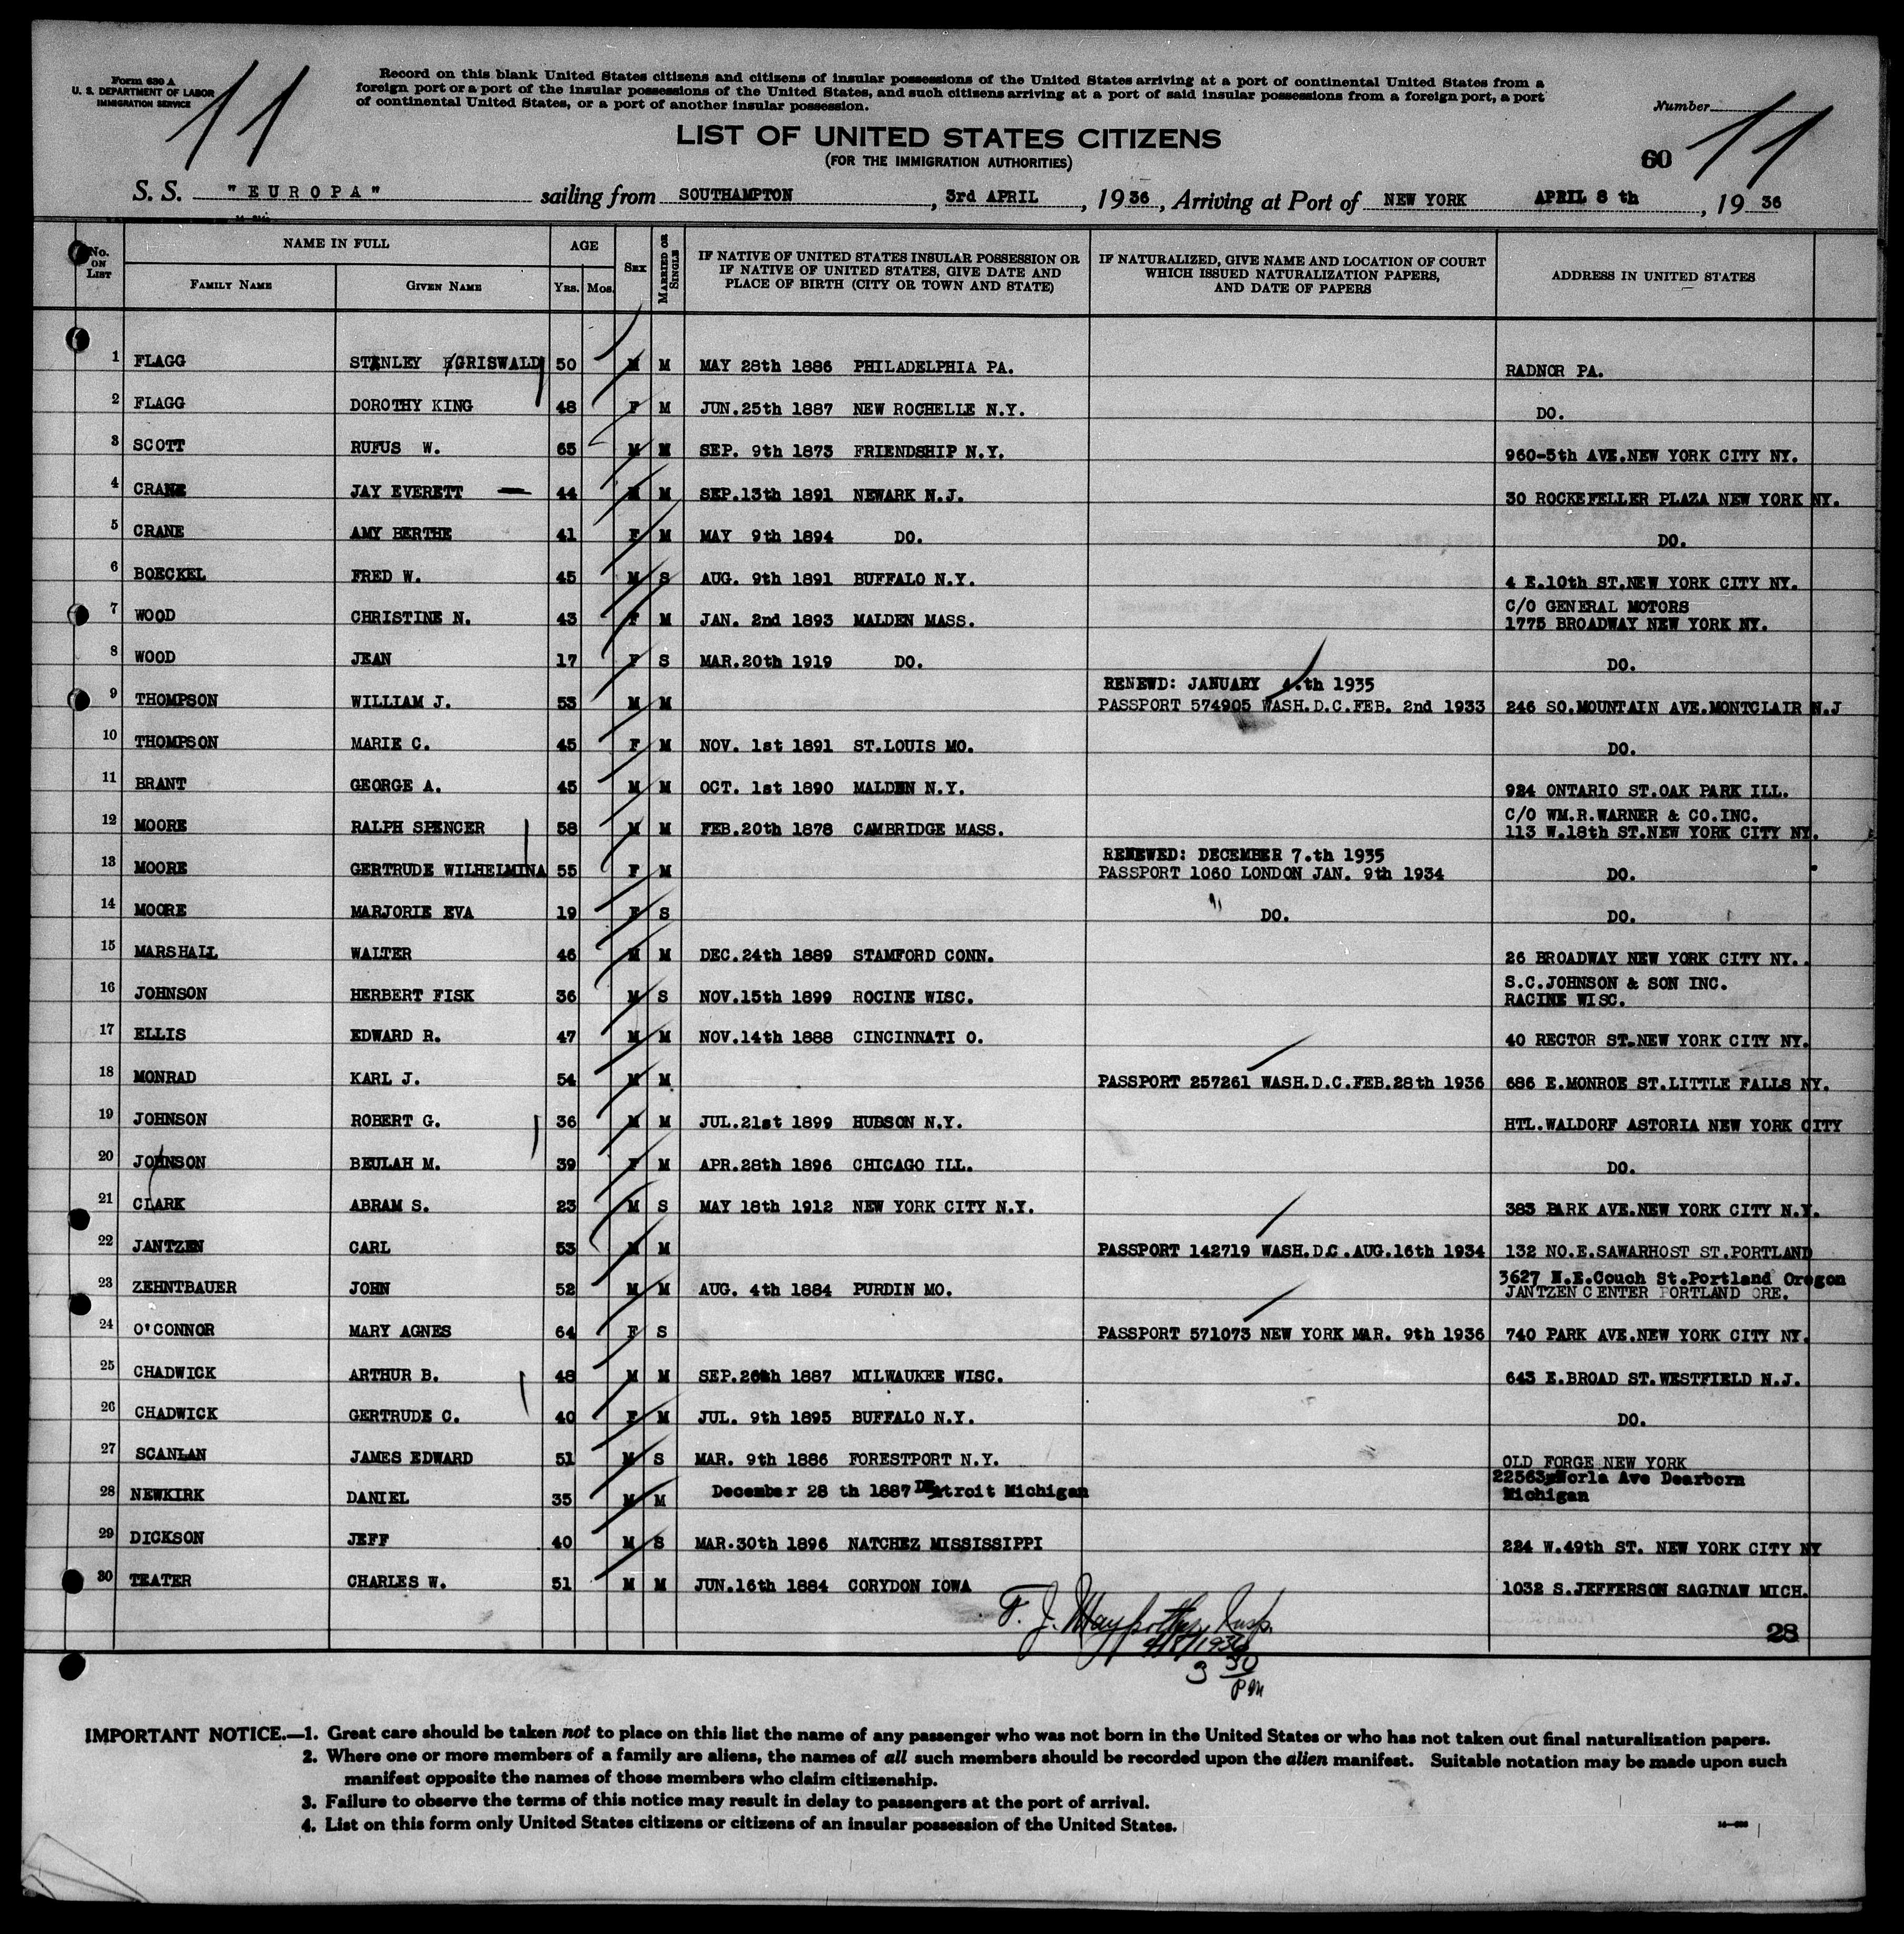 Form 630 A
U. S. DEPARTMENT OF LABOR
IMMIGRATION SERVICE
11
Record on this blank United States citizens and citizens of insular possessions of the United States arriving at a port of continental United States from a
foreign port or a port of the insular possessions of the United States, and such citizens arriving at a port of said insular possessions from a foreign port, a port
of continental United States, or a port of another insular possession.
Number
11
LIST OF UNITED STATES CITIZENS
(FOR THE IMMIGRATION AUTHORITIES)
60
S. S. "EUROPA" sailing from SOUTHAMPTON, 3rd APRIL, 1936, Arriving at Port of NEW YORK APRIL 8 th, 19 36
No. ON LIST
NAME IN FULL
FAMILY NAME
GIVEN NAME
AGE
YRS. MOS.
SEX
MARRIED OR SINGLE
IF NATIVE OF UNITED STATES INSULAR POSSESSION OR
IF NATIVE OF UNITED STATES, GIVE DATE AND
PLACE OF BIRTH (CITY OR TOWN AND STATE)
IF NATURALIZED, GIVE NAME AND LOCATION OF COURT
WHICH ISSUED NATURALIZATION PAPERS,
AND DATE OF PAPERS
ADDRESS IN UNITED STATES
1 FLAGG STANLEY GRISWALD 50 M M MAY 28th 1886 PHILADELPHIA PA. RADNOR PA.
2 FLAGG DOROTHY KING 48 F M JUN.25th 1887 NEW ROCHELLE N.Y. DO.
3 SCOTT RUFUS W. 65 M M SEP. 9th 1873 FRIENDSHIP N.Y. 960-5th AVE.NEW YORK CITY NY.
4 CRANE JAY EVERETT 44 M M SEP.13th 1891 NEWARK N.J. 30 ROCKEFELLER PLAZA NEW YORK NY.
5 CRANE AMY BERTHE 41 F M MAY 9th 1894 DO. DO.
6 BOECKEL FRED W. 45 M S AUG. 9th 1891 BUFFALO N.Y. 4 E.10th ST.NEW YORK CITY NY.
7 WOOD CHRISTINE N. 43 F M JAN. 2nd 1893 MALDEN MASS. C/O GENERAL MOTORS
1775 BROADWAY NEW YORK NY.
8 WOOD JEAN 17 F S MAR.20th 1919 DO. DO.
RENEWD: JANUARY 4.th 1935
9 THOMPSON WILLIAM J. 53 M M PASSPORT 574905 WASH.D.C.FEB. 2nd 1933 246 SO.MOUNTAIN AVE.MONTCLAIR N.J
10 THOMPSON MARIE C. 45 F M NOV. 1st 1891 ST.LOUIS MO. DO.
11 BRANT GEORGE A. 45 M M OCT. 1st 1890 MALDEN N.Y. 924 ONTARIO ST.OAK PARK ILL.
12 MOORE RALPH SPENCER 58 M M FEB.20th 1878 CAMBRIDGE MASS. C/O WM.R.WARNER & CO.INC.
113 W.18th ST.NEW YORK CITY NY.
RENEWED: DECEMBER 7.th 1935
13 MOORE GERTRUDE WILHELMINA 55 F M PASSPORT 1060 LONDON JAN. 9th 1934 DO.
14 MOORE MARJORIE EVA 19 F S DO. DO.
15 MARSHALL WALTER 46 M M DEC.24th 1889 STAMFORD CONN. 26 BROADWAY NEW YORK CITY NY.
16 JOHNSON HERBERT FISK 36 M S NOV.15th 1899 ROCINE WISC. S.C.JOHNSON & SON INC.
RACINE WISC.
17 ELLIS EDWARD R. 47 M M NOV.14th 1888 CINCINNATI O. 40 RECTOR ST.NEW YORK CITY NY.
18 MONRAD KARL J. 54 M M PASSPORT 257261 WASH.D.C.FEB.28th 1936 686 E.MONROE ST.LITTLE FALLS NY.
19 JOHNSON ROBERT G. 36 M M JUL.21st 1899 HUDSON N.Y. HTL.WALDORF ASTORIA NEW YORK CITY
20 JOHNSON BEULAH M. 39 F M APR.28th 1896 CHICAGO ILL. DO.
21 CLARK ABRAM S. 23 M S MAY 18th 1912 NEW YORK CITY N.Y. 383 PARK AVE.NEW YORK CITY N.Y.
22 JANTZEN CARL 53 M M PASSPORT 142719 WASH.D.C.AUG.16th 1934 132 NO.E.SAWARHOST ST.PORTLAND
3627 N.E.Couch St.Portland Oregon
23 ZEHNTBAUER JOHN 52 M M AUG. 4th 1884 PURDIN MO. JANTZEN CENTER PORTLAND ORE.
24 O'CONNOR MARY AGNES 64 F S PASSPORT 571073 NEW YORK MAR. 9th 1936 740 PARK AVE.NEW YORK CITY NY.
25 CHADWICK ARTHUR B. 48 M M SEP.26th 1887 MILWAUKEE WISC. 643 E.BROAD ST.WESTFIELD N.J.
26 CHADWICK GERTRUDE C. 40 F M JUL. 9th 1895 BUFFALO N.Y. DO.
27 SCANLAN JAMES EDWARD 51 M S MAR. 9th 1886 FORESTPORT N.Y. OLD FORGE NEW YORK
28 NEWKIRK DANIEL 35 M M December 28 th 1887 Detroit Michigan 22563 Norla Ave Dearborn
Michigan
29 DICKSON JEFF 40 M S MAR.30th 1896 NATCHEZ MISSISSIPPI 224 W.49th ST. NEW YORK CITY NY
30 TEATER CHARLES W. 51 M M JUN.16th 1884 CORYDON IOWA 1032 S.JEFFERSON SAGINAW MICH.
F. J. Insp.
4/8/1936
3 30
PM
28
IMPORTANT NOTICE.—1. Great care should be taken not to place on this list the name of any passenger who was not born in the United States or who has not taken out final naturalization papers.
2. Where one or more members of a family are aliens, the names of all such members should be recorded upon the alien manifest. Suitable notation may be made upon such
manifest opposite the names of those members who claim citizenship.
3. Failure to observe the terms of this notice may result in delay to passengers at the port of arrival.
4. List on this form only United States citizens or citizens of an insular possession of the United States.